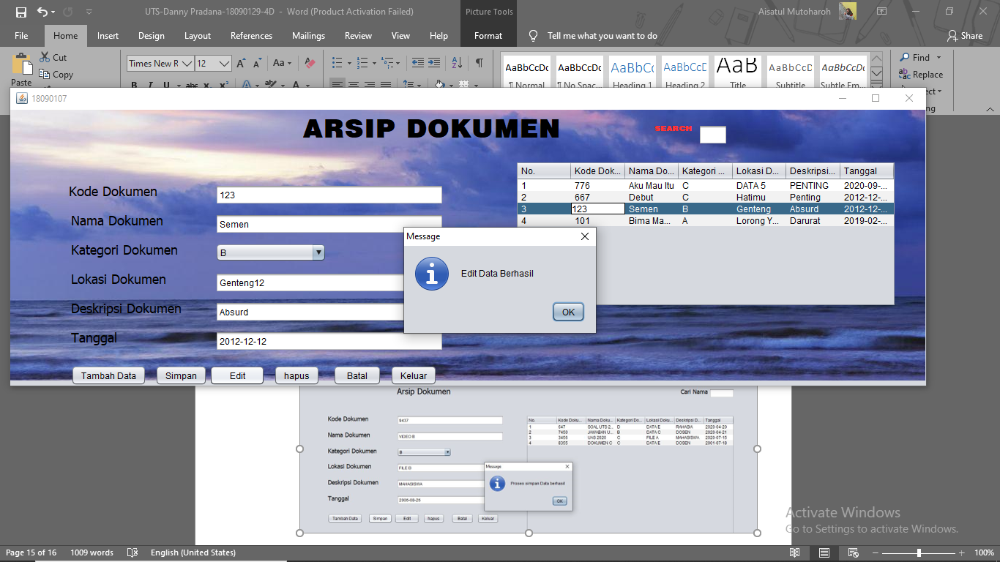 UTS-Danny Pradana-18090129-4D - Word (Product Activation Failed)
Picture Tools
Aisatul Mutoharoh
File Home Insert Design Layout References Mailings Review View Help Format Tell me what you want to do Share
Cut
Copy
Paste
Times New R 12
Aa
AaBbCcDc AaBbCcDc AaBbCc AaBbCcD AaB AaBbCcD AaBbCcDc
¶ Normal ¶ No Spac... Heading 1 Heading 2 Title Subtitle Subtle Em...
Find
Replace
18090107
ARSIP DOKUMEN
SEARCH
No. Kode Dok... Nama Do... Kategori ... Lokasi D... Deskripsi... Tanggal
1 776 Aku Mau Itu C DATA 5 PENTING 2020-09-...
2 667 Debut C Hatimu Penting 2012-12-...
3 123 Semen B Genteng Absurd 2012-12-...
4 101 Bima Ma... A Lorong Y... Darurat 2019-02-...
Kode Dokumen 123
Nama Dokumen Semen
Kategori Dokumen B
Lokasi Dokumen Genteng12
Deskripsi Dokumen Absurd
Tanggal 2012-12-12
Message
Edit Data Berhasil
OK
Tambah Data Simpan Edit hapus Batal Keluar
Arsip Dokumen
Cari Nama
Kode Dokumen 9437
Nama Dokumen VIDEO B
Kategori Dokumen B
Lokasi Dokumen FILE B
Deskripsi Dokumen MAHASISWA
Tanggal 2006-08-26
No. Kode Doku... Nama Doku... Kategori Do... Lokasi Doku... Deskripsi D... Tanggal
1 647 SOAL UTS 2... D DATA E RAHASIA 2020-04-20
2 7450 JAWABAN U... B DATA C DOSEN 2020-04-21
3 3456 UAS 2020 C FILE A MAHASISWA 2020-07-15
4 8355 DOKUMEN C C DATA E DOSEN 2001-07-18
Message
Proses simpan Data berhasil
OK
Tambah Data Simpan Edit hapus Batal Keluar
Activate Windows
Go to Settings to activate Windows.
Page 15 of 16 1009 words English (United States) 100%